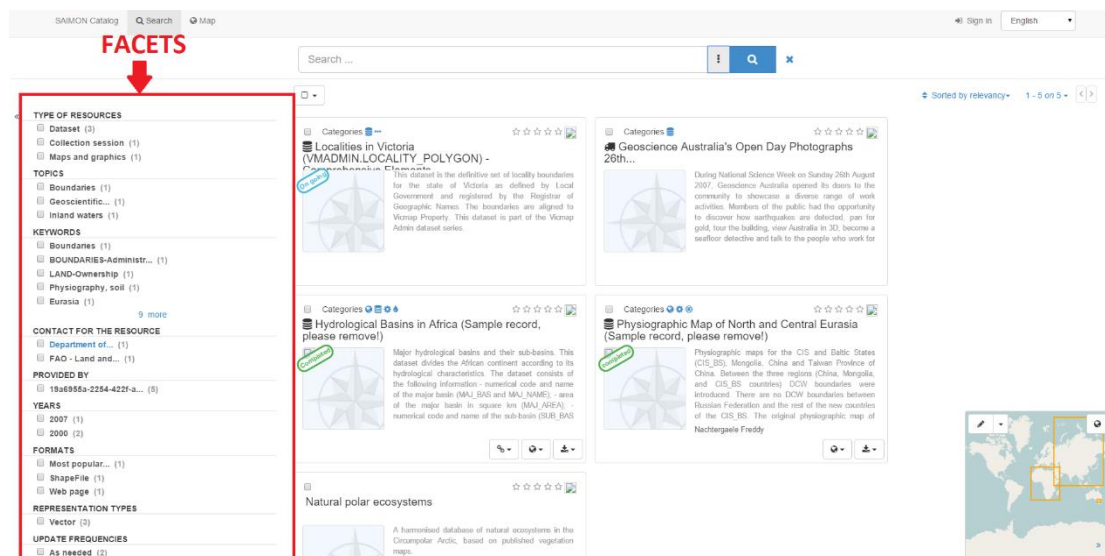 SAIMON Catalog Search Map Sign in English
FACETS
Search ...
Sorted by relevancy 1 - 5 on 5
TYPE OF RESOURCES
Dataset (3)
Collection session (1)
Maps and graphics (1)
TOPICS
Boundaries (1)
Geoscientific... (1)
Inland waters (1)
KEYWORDS
Boundaries (1)
BOUNDARIES-Administr... (1)
LAND-Ownership (1)
Physiography, soil (1)
Eurasia (1)
9 more
CONTACT FOR THE RESOURCE
Department of... (1)
FAO - Land and... (1)
PROVIDED BY
19a6955a-2254-422f-a... (5)
YEARS
2007 (1)
2000 (2)
FORMATS
Most popular... (1)
ShapeFile (1)
Web page (1)
REPRESENTATION TYPES
Vector (3)
UPDATE FREQUENCIES
As needed (2)
Categories
Localities in Victoria
(VMADMIN.LOCALITY_POLYGON) -
Comprehensive Elements
On going
This dataset is the definitive set of locality boundaries
for the state of Victoria as defined by Local
Government and registered by the Registrar of
Geographic Names. The boundaries are aligned to
Vicmap Property. This dataset is part of the Vicmap
Admin dataset series.
Categories
Geoscience Australia's Open Day Photographs
26th...
During National Science Week on Sunday 26th August
2007, Geoscience Australia opened its doors to the
community to showcase a diverse range of work
activities. Members of the public had the opportunity
to discover how earthquakes are detected, pan for
gold, tour the building, view Australia in 3D, become a
seafloor detective and talk to the people who work for
Categories
Hydrological Basins in Africa (Sample record,
please remove!)
Completed
Major hydrological basins and their sub-basins. This
dataset divides the African continent according to its
hydrological characteristics. The dataset consists of
the following information - numerical code and name
of the major basin (MAJ_BAS and MAJ_NAME); - area
of the major basin in square km (MAJ_AREA); -
numerical code and name of the sub-basin (SUB_BAS
Categories
Physiographic Map of North and Central Eurasia
(Sample record, please remove!)
Completed
Physiographic maps for the CIS and Baltic States
(CIS_BS), Mongolia, China and Taiwan Province of
China. Between the three regions (China, Mongolia,
and CIS_BS countries) DCW boundaries were
introduced. There are no DCW boundaries between
Russian Federation and the rest of the new countries
of the CIS_BS. The original physiographic map of
Nachtergaele Freddy
Natural polar ecosystems
A harmonised database of natural ecosystems in the
Circumpolar Arctic, based on published vegetation
maps.